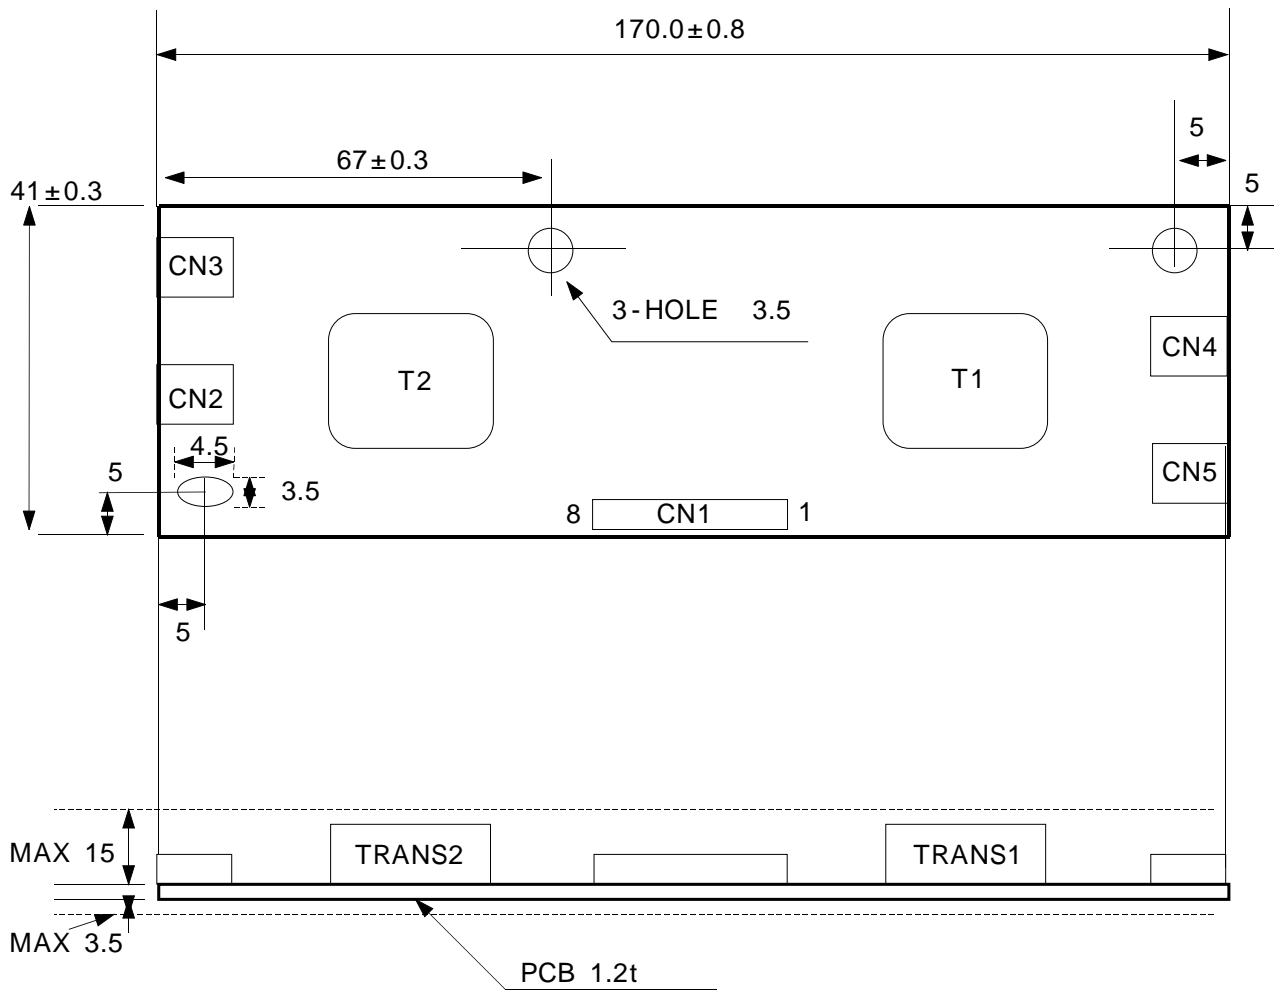 170.0±0.8
5
67±0.3
41±0.3
5
CN3
3-HOLE 3.5
CN4
T2
T1
CN2
4.5
5
3.5
CN5
8
CN1
1
5
MAX 15
TRANS2
TRANS1
MAX 3.5
PCB 1.2t